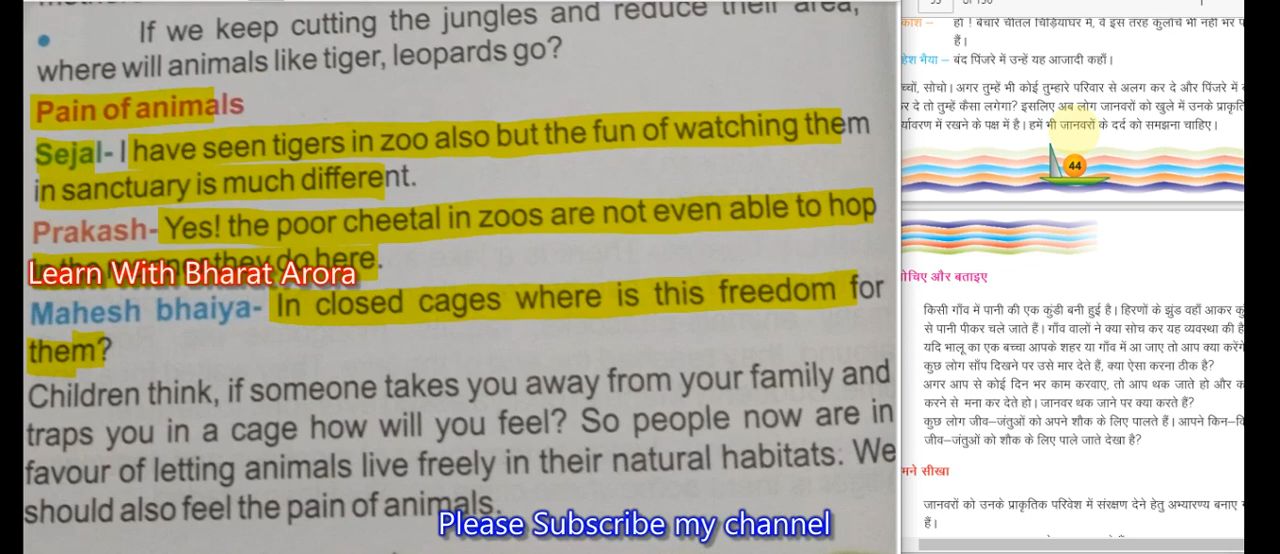 If we keep cutting the jungles and reduce their area,
where will animals like tiger, leopards go?
Pain of animals
Sejal- I have seen tigers in zoo also but the fun of watching them
in sanctuary is much different.
Prakash- Yes! the poor cheetal in zoos are not even able to hop
they do here.
Learn With Bharat Arora
Mahesh bhaiya- In closed cages where is this freedom for
them?
Children think, if someone takes you away from your family and
traps you in a cage how will you feel? So people now are in
favour of letting animals live freely in their natural habitats. We
should also feel the pain of animals.
Please Subscribe my channel
हाँ ! बेचारे चीतल चिड़ियाघर में, वे इस तरह कुलाँचें भी नहीं भर
हैं।
भैया – बंद पिंजरे में उन्हें यह आजादी कहाँ।
सोचो। अगर तुम्हें भी कोई तुम्हारे परिवार से अलग कर दे और पिंजरे में
दे तो तुम्हें कैसा लगेगा? इसलिए अब लोग जानवरों को खुले में उनके
में रखने के पक्ष में है। हमें भी जानवरों के दर्द को समझना चाहिए।
44
और बताइए
किसी गाँव में पानी की एक कुंडी बनी हुई है। हिरणों के झुंड वहाँ आकर
से पानी पीकर चले जाते हैं। गाँव वालों ने क्या सोच कर यह व्यवस्था की
यदि भालू का एक बच्चा आपके शहर या गाँव में आ जाए तो आप क्या करेंगे
कुछ लोग साँप दिखने पर उसे मार देते हैं, क्या ऐसा करना ठीक है?
अगर आप से कोई दिन भर काम करवाए, तो आप थक जाते हो और
करने से मना कर देते हो। जानवर थक जाने पर क्या करते हैं?
कुछ लोग जीव–जंतुओं को अपने शौक के लिए पालते हैं। आपने
जीव–जंतुओं को शौक के लिए पाले जाते देखा है?
सीखा
जानवरों को उनके प्राकृतिक परिवेश में संरक्षण देने हेतु अभ्यारण्य बनाए
हैं।